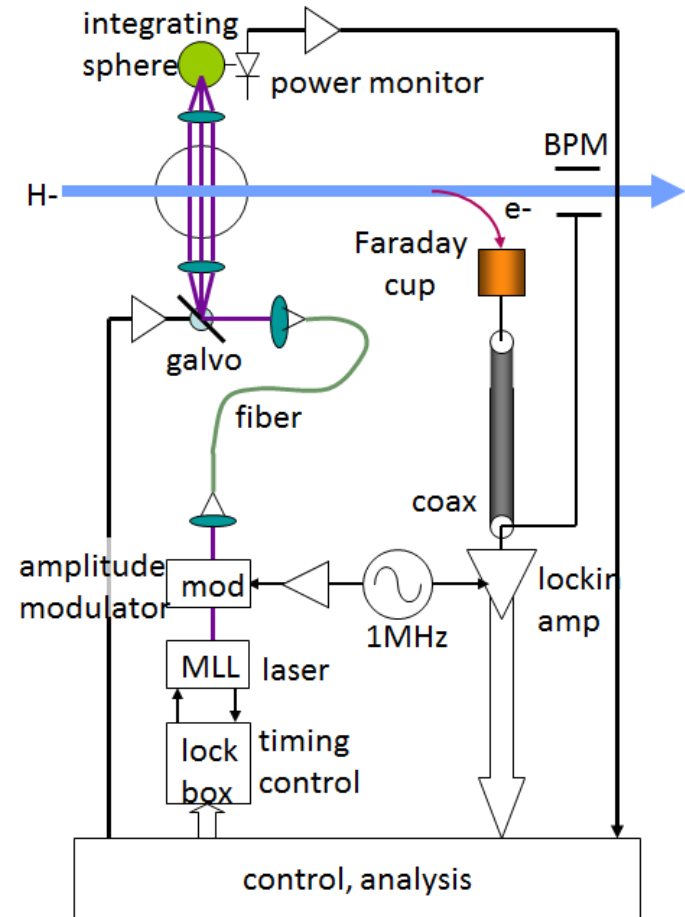 integrating
sphere
power monitor
BPM
H-
e-
Faraday
cup
galvo
fiber
coax
amplitude
modulator
mod
1MHz
lockin
amp
MLL
laser
lock
box
timing
control
control, analysis